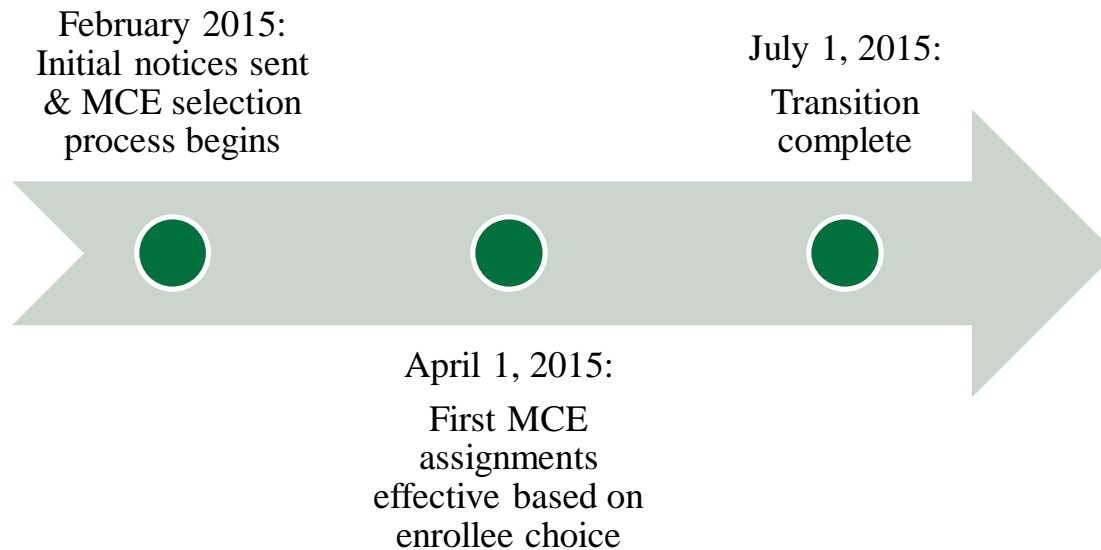 February 2015:
Initial notices sent
& MCE selection
process begins
April 1, 2015:
First MCE
assignments
effective based on
enrollee choice
July 1, 2015:
Transition
complete